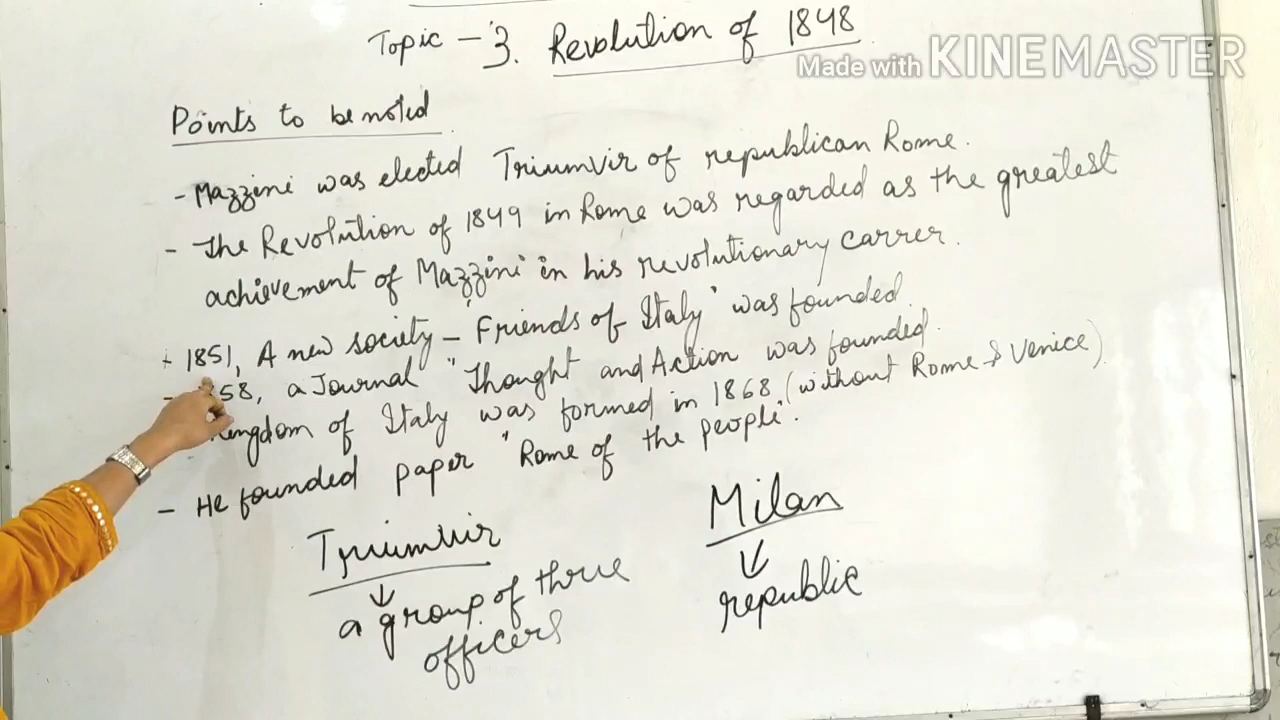 Topic - 3. Revolution of 1848
Made with KINEMASTER
Points to be noted
- Mazzini was elected Triumvir of republican Rome.
- The Revolution of 1849 in Rome was regarded as the greatest
achievement of Mazzini in his revolutionary carrer.
- 1851, A new society - "Friends of Italy" was founded.
- 58, a Journal "Thought and Action was founded.
- Kingdom of Italy was formed in 1868. (without Rome & Venice)
- He founded paper "Rome of the people".
Triumvir
↓
a group of three
officers
Milan
↓
republic